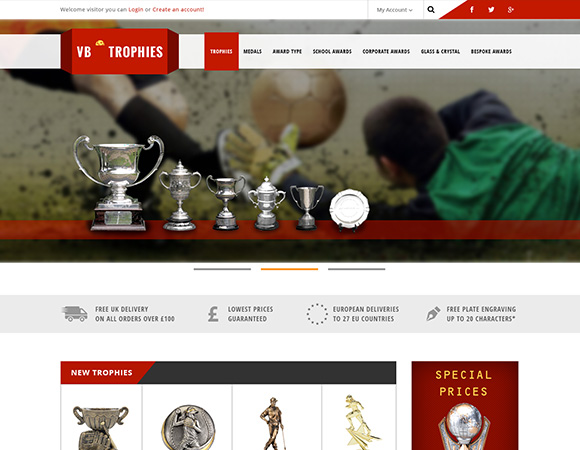 Welcome visitor you can Login or Create an account!
My Account
VB TROPHIES
TROPHIES MEDALS AWARD TYPE SCHOOL AWARDS CORPORATE AWARDS GLASS & CRYSTAL BESPOKE AWARDS
FREE UK DELIVERY
ON ALL ORDERS OVER £100
£ LOWEST PRICES
GUARANTEED
EUROPEAN DELIVERIES
TO 27 EU COUNTRIES
FREE PLATE ENGRAVING
UP TO 20 CHARACTERS*
NEW TROPHIES
SPECIAL
PRICES